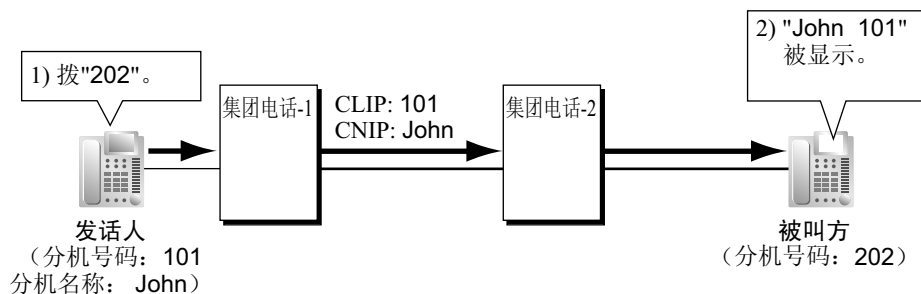 1) 拨"202"。
2) "John 101"
被显示。
集团电话-1
CLIP: 101
CNIP: John
集团电话-2
发话人
（分机号码：101
分机名称： John）
被叫方
（分机号码：202）